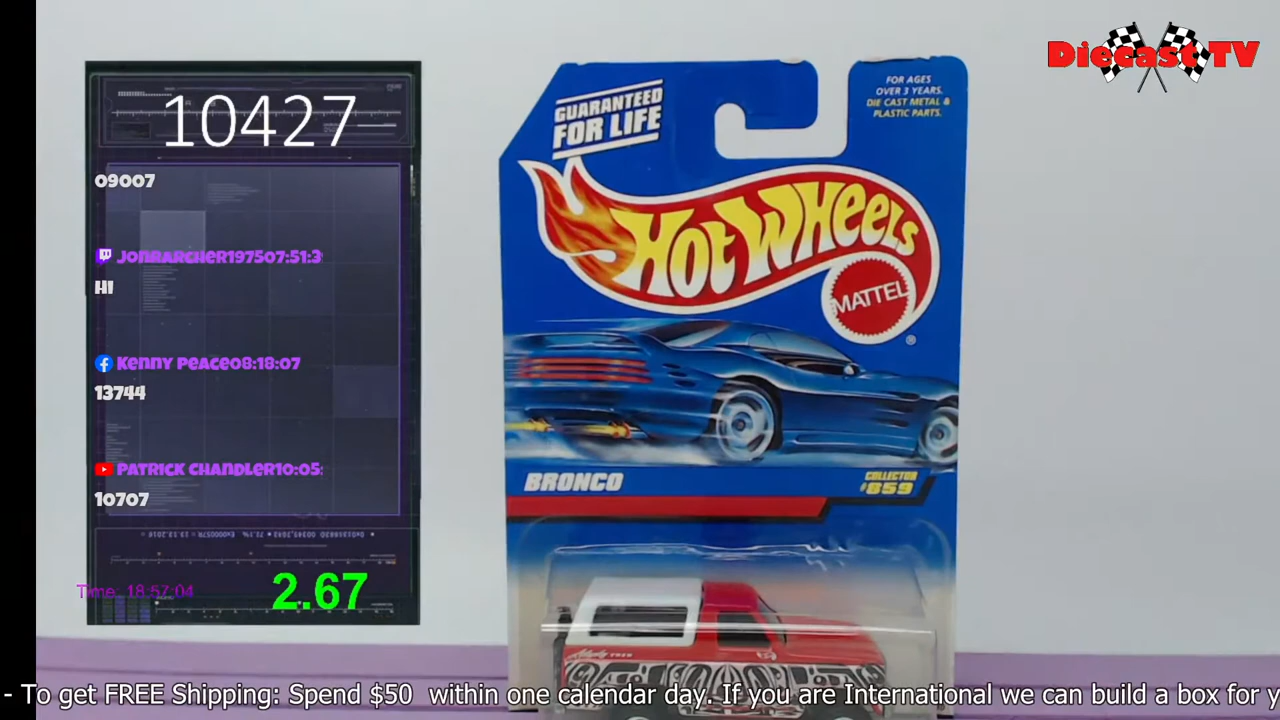 Diecast TV
10427
09007
JonrArcher197507:51:3
HI
Kenny Peace08:18:07
13744
Patrick Chandler10:05:
10707
Time: 18:57:04
2.67
GUARANTEED
FOR LIFE
FOR AGES
OVER 3 YEARS.
DIE CAST METAL &
PLASTIC PARTS.
HOT WHEELS
MATTEL
®
BRONCO
COLLECTOR
#859
- To get FREE Shipping: Spend $50 within one calendar day. If you are International we can build a box for y